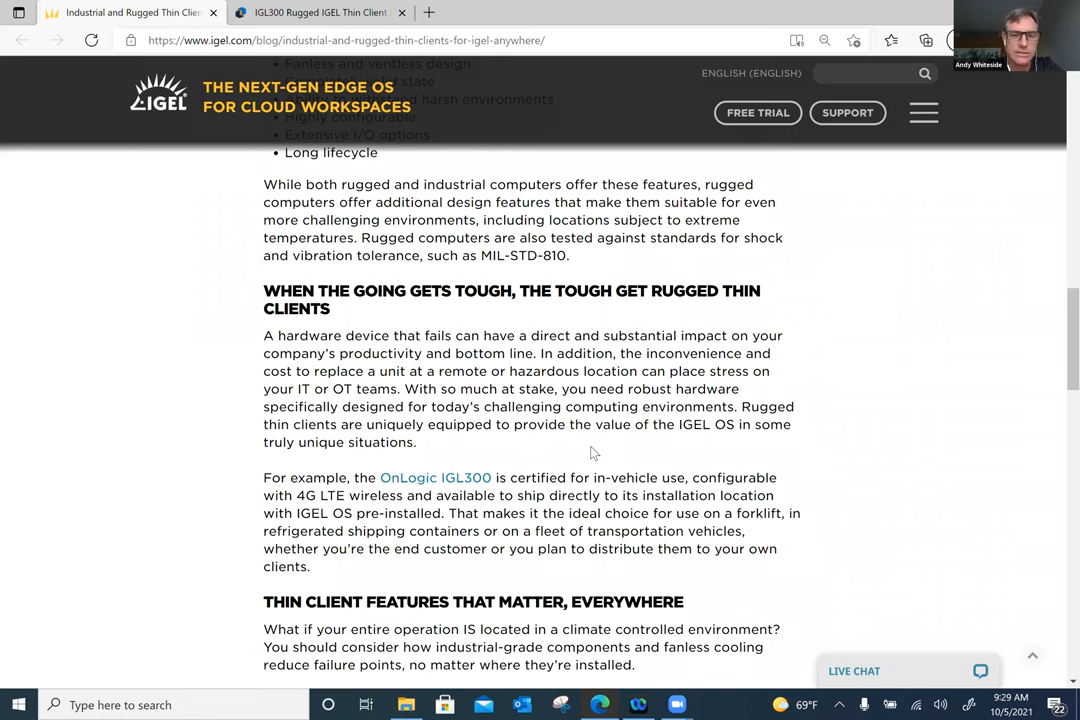 Industrial and Rugged Thin Clien
IGL300 Rugged IGEL Thin Client
https://www.igel.com/blog/industrial-and-rugged-thin-clients-for-igel-anywhere/
Andy Whiteside
IGEL
THE NEXT-GEN EDGE OS
FOR CLOUD WORKSPACES
ENGLISH (ENGLISH)
FREE TRIAL
SUPPORT
Fanless and ventless design
Completely solid state
harsh environments
Highly configurable
Extensive I/O options
Long lifecycle
While both rugged and industrial computers offer these features, rugged
computers offer additional design features that make them suitable for even
more challenging environments, including locations subject to extreme
temperatures. Rugged computers are also tested against standards for shock
and vibration tolerance, such as MIL-STD-810.
WHEN THE GOING GETS TOUGH, THE TOUGH GET RUGGED THIN
CLIENTS
A hardware device that fails can have a direct and substantial impact on your
company's productivity and bottom line. In addition, the inconvenience and
cost to replace a unit at a remote or hazardous location can place stress on
your IT or OT teams. With so much at stake, you need robust hardware
specifically designed for today's challenging computing environments. Rugged
thin clients are uniquely equipped to provide the value of the IGEL OS in some
truly unique situations.
For example, the OnLogic IGL300 is certified for in-vehicle use, configurable
with 4G LTE wireless and available to ship directly to its installation location
with IGEL OS pre-installed. That makes it the ideal choice for use on a forklift, in
refrigerated shipping containers or on a fleet of transportation vehicles,
whether you're the end customer or you plan to distribute them to your own
clients.
THIN CLIENT FEATURES THAT MATTER, EVERYWHERE
What if your entire operation IS located in a climate controlled environment?
You should consider how industrial-grade components and fanless cooling
reduce failure points, no matter where they're installed.
LIVE CHAT
Type here to search
69°F
9:29 AM
10/5/2021
22